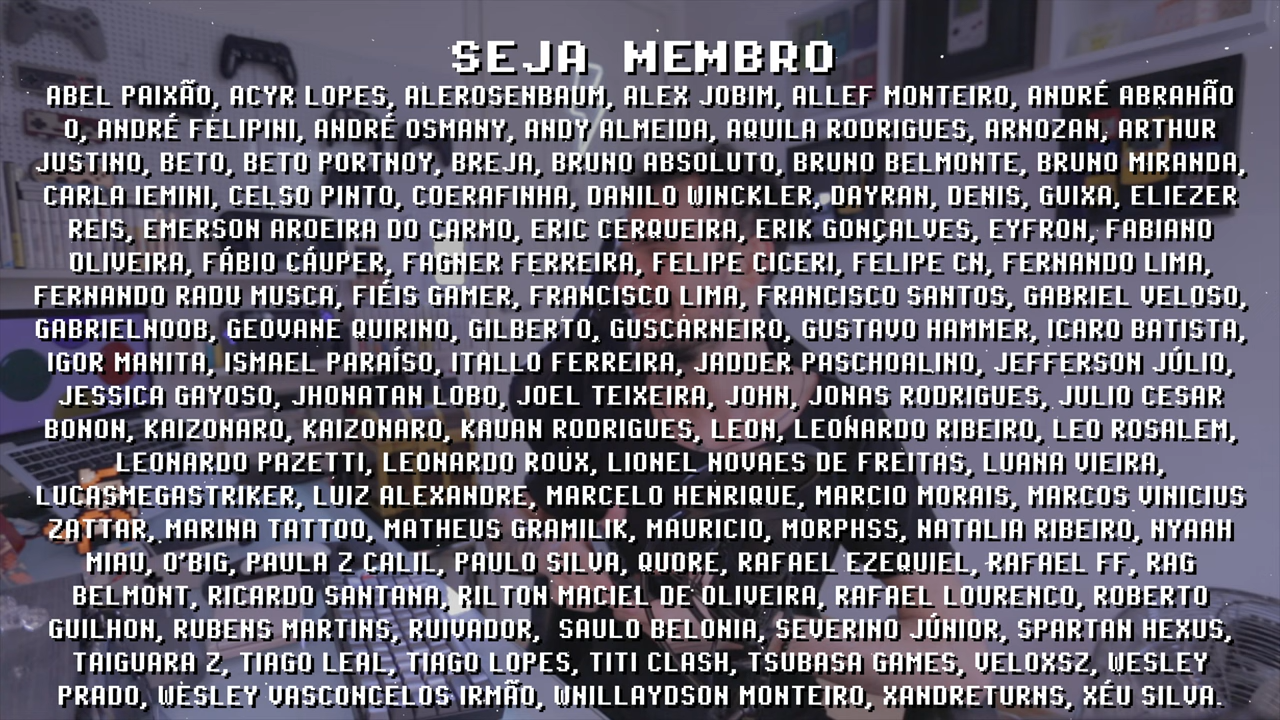 SEJA MEMBRO
ABEL PAIXÃO, ACYR LOPES, ALEROSENBAUM, ALEX JOBIM, ALLEF MONTEIRO, ANDRÉ ABRAHÃO
O, ANDRÉ FELIPINI, ANDRÉ OSMANY, ANDY ALMEIDA, AQUILA RODRIGUES, ARNOZAN, ARTHUR
JUSTINO, BETO, BETO PORTNOY, BREJA, BRUNO ABSOLUTO, BRUNO BELMONTE, BRUNO MIRANDA,
CARLA IEMINI, CELSO PINTO, COERAFINHA, DANILO WINCKLER, DAYRAN, DENIS, GUIXA, ELIEZER
REIS, EMERSON AROEIRA DO CARMO, ERIC CERQUEIRA, ERIK GONÇALVES, EYFRON, FABIANO
OLIVEIRA, FÁBIO CÁUPER, FAGNER FERREIRA, FELIPE CICERI, FELIPE CN, FERNANDO LIMA,
FERNANDO RADU MUSCA, FIÉIS GAMER, FRANCISCO LIMA, FRANCISCO SANTOS, GABRIEL VELOSO,
GABRIELNOOB, GEOVANE QUIRINO, GILBERTO, GUSCARNEIRO, GUSTAVO HAMMER, ICARO BATISTA,
IGOR MANITA, ISMAEL PARAÍSO, ITALLO FERREIRA, JADDER PASCHOALINO, JEFFERSON JÚLIO,
JESSICA GAYOSO, JHONATAN LOBO, JOEL TEIXEIRA, JOHN, JONAS RODRIGUES, JULIO CESAR
BONON, KAIZONARO, KAIZONARO, KAUAN RODRIGUES, LEON, LEONARDO RIBEIRO, LEO ROSALEM,
LEONARDO PAZETTI, LEONARDO ROUX, LIONEL NOVAES DE FREITAS, LUANA VIEIRA,
LUCASMEGASTRIKER, LUIZ ALEXANDRE, MARCELO HENRIQUE, MARCIO MORAIS, MARCOS VINICIUS
ZATTAR, MARINA TATTOO, MATHEUS GRAMILIK, MAURICIO, MORPHSS, NATALIA RIBEIRO, NYAAH
MIAU, O'BIG, PAULA Z CALIL, PAULO SILVA, QUORE, RAFAEL EZEQUIEL, RAFAEL FF, RAG
BELMONT, RICARDO SANTANA, RILTON MACIEL DE OLIVEIRA, RAFAEL LOURENCO, ROBERTO
GUILHON, RUBENS MARTINS, RUIVADOR, SAULO BELONIA, SEVERINO JÚNIOR, SPARTAN HEXUS,
TAIGUARA Z, TIAGO LEAL, TIAGO LOPES, TITI CLASH, TSUBASA GAMES, VELOXSZ, WESLEY
PRADO, WESLEY VASCONCELOS IRMÃO, WNILLAYDSON MONTEIRO, XANDRETURNS, XÉU SILVA.